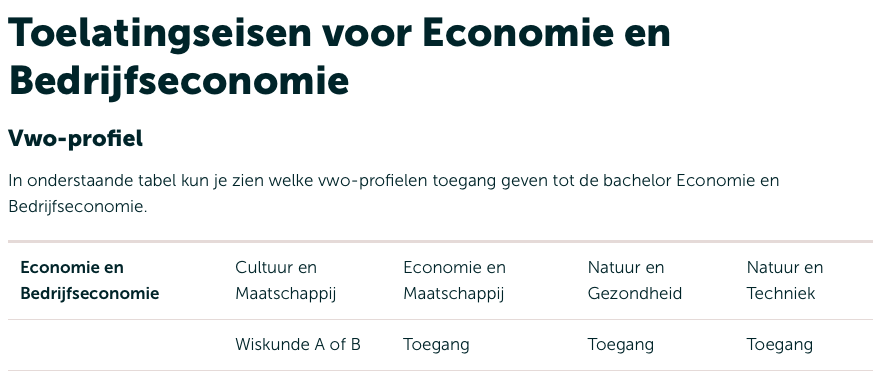 Toelatingseisen voor Economie en
Bedrijfseconomie
Vwo-profiel
In onderstaande tabel kun je zien welke vwo-profielen toegang geven tot de bachelor Economie en
Bedrijfseconomie.
Economie en Cultuur en Economie en Natuur en Natuur en
Bedrijfseconomie Maatschappij Maatschappij Gezondheid Techniek
Wiskunde A of B Toegang Toegang Toegang